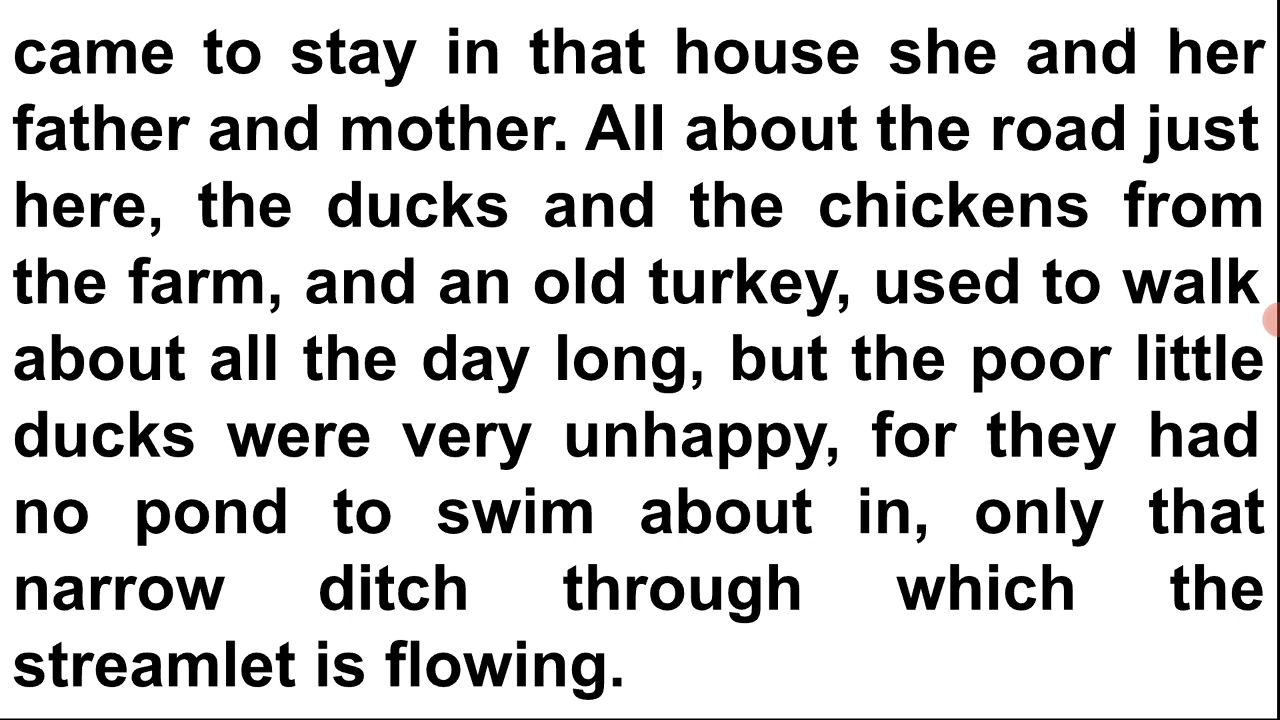 came to stay in that house she and her
father and mother. All about the road just
here, the ducks and the chickens from
the farm, and an old turkey, used to walk
about all the day long, but the poor little
ducks were very unhappy, for they had
no pond to swim about in, only that
narrow ditch through which the
streamlet is flowing.